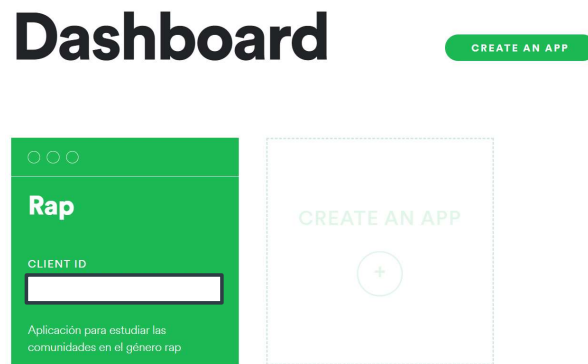 Dashboard
CREATE AN APP
Rap
CLIENT ID
Aplicación para estudiar las
comunidades en el género rap
CREATE AN APP
+